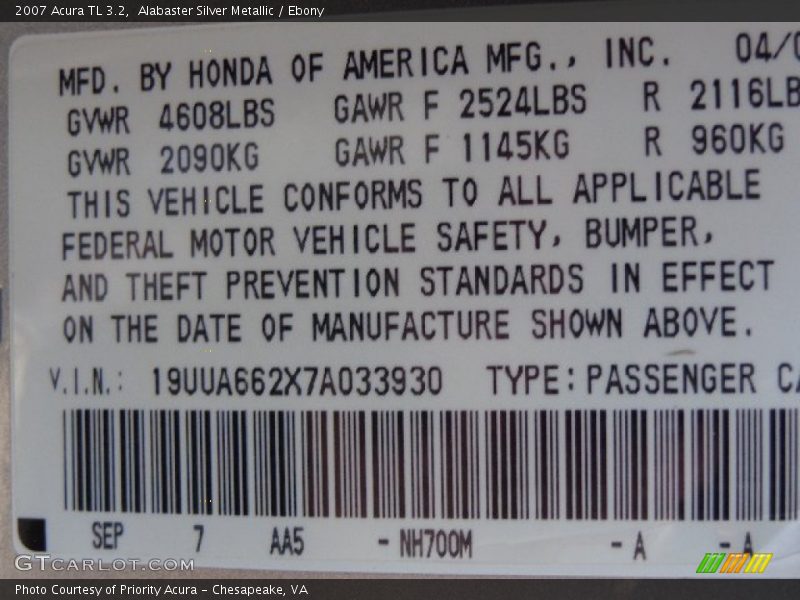 2007 Acura TL 3.2, Alabaster Silver Metallic / Ebony
MFD. BY HONDA OF AMERICA MFG., INC. 04/0
GVWR 4608LBS GAWR F 2524LBS R 2116LB
GVWR 2090KG GAWR F 1145KG R 960KG
THIS VEHICLE CONFORMS TO ALL APPLICABLE
FEDERAL MOTOR VEHICLE SAFETY, BUMPER,
AND THEFT PREVENTION STANDARDS IN EFFECT
ON THE DATE OF MANUFACTURE SHOWN ABOVE.
V.I.N.: 19UUA662X7A033930 TYPE: PASSENGER CA
SEP 7 AA5 - NH700M - A - A
GTCARLOT.COM
Photo Courtesy of Priority Acura – Chesapeake, VA